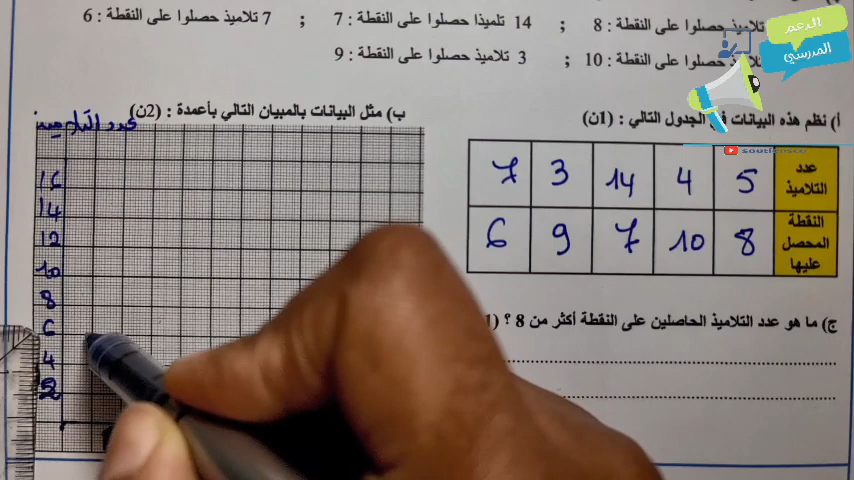 تلاميذ حصلوا على النقطة : 8 ; 14 تلميذا حصلوا على النقطة : 7 ; 7 تلاميذ حصلوا على النقطة : 6
تلاميذ حصلوا على النقطة : 10 ; 3 تلاميذ حصلوا على النقطة : 9
الدعم
المدرسي
أ) نظم هذه البيانات في الجدول التالي : (1ن)
عدد التلاميذ 5 4 14 3 7
النقطة المحصل عليها 8 10 7 9 6
ب) مثل البيانات بالمبيان التالي بأعمدة : (2ن)
عدد التلاميذ
16
14
12
10
8
6
4
2
ج) ما هو عدد التلاميذ الحاصلين على النقطة أكثر من 8 ؟ (1